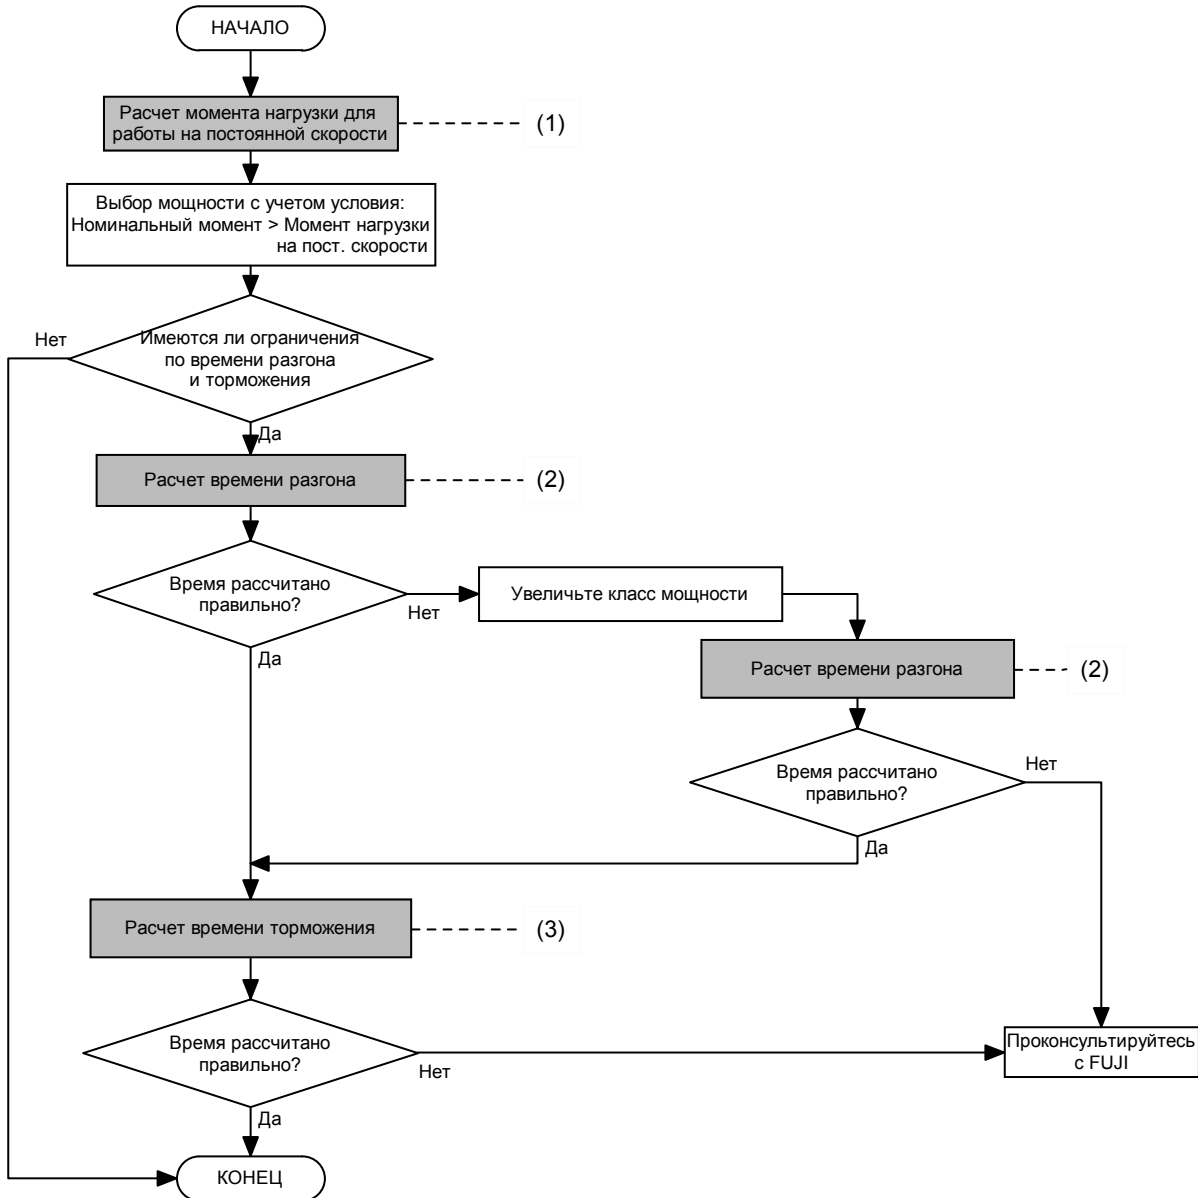 НАЧАЛО
Расчет момента нагрузки для
работы на постоянной скорости
(1)
Выбор мощности с учетом условия:
Номинальный момент > Момент нагрузки
на пост. скорости
Нет
Имеются ли ограничения
по времени разгона
и торможения
Да
Расчет времени разгона
(2)
Время рассчитано
правильно?
Нет
Увеличьте класс мощности
Да
Расчет времени разгона
(2)
Время рассчитано
правильно?
Нет
Да
Расчет времени торможения
(3)
Время рассчитано
правильно?
Нет
Проконсультируйтесь
с FUJI
Да
КОНЕЦ